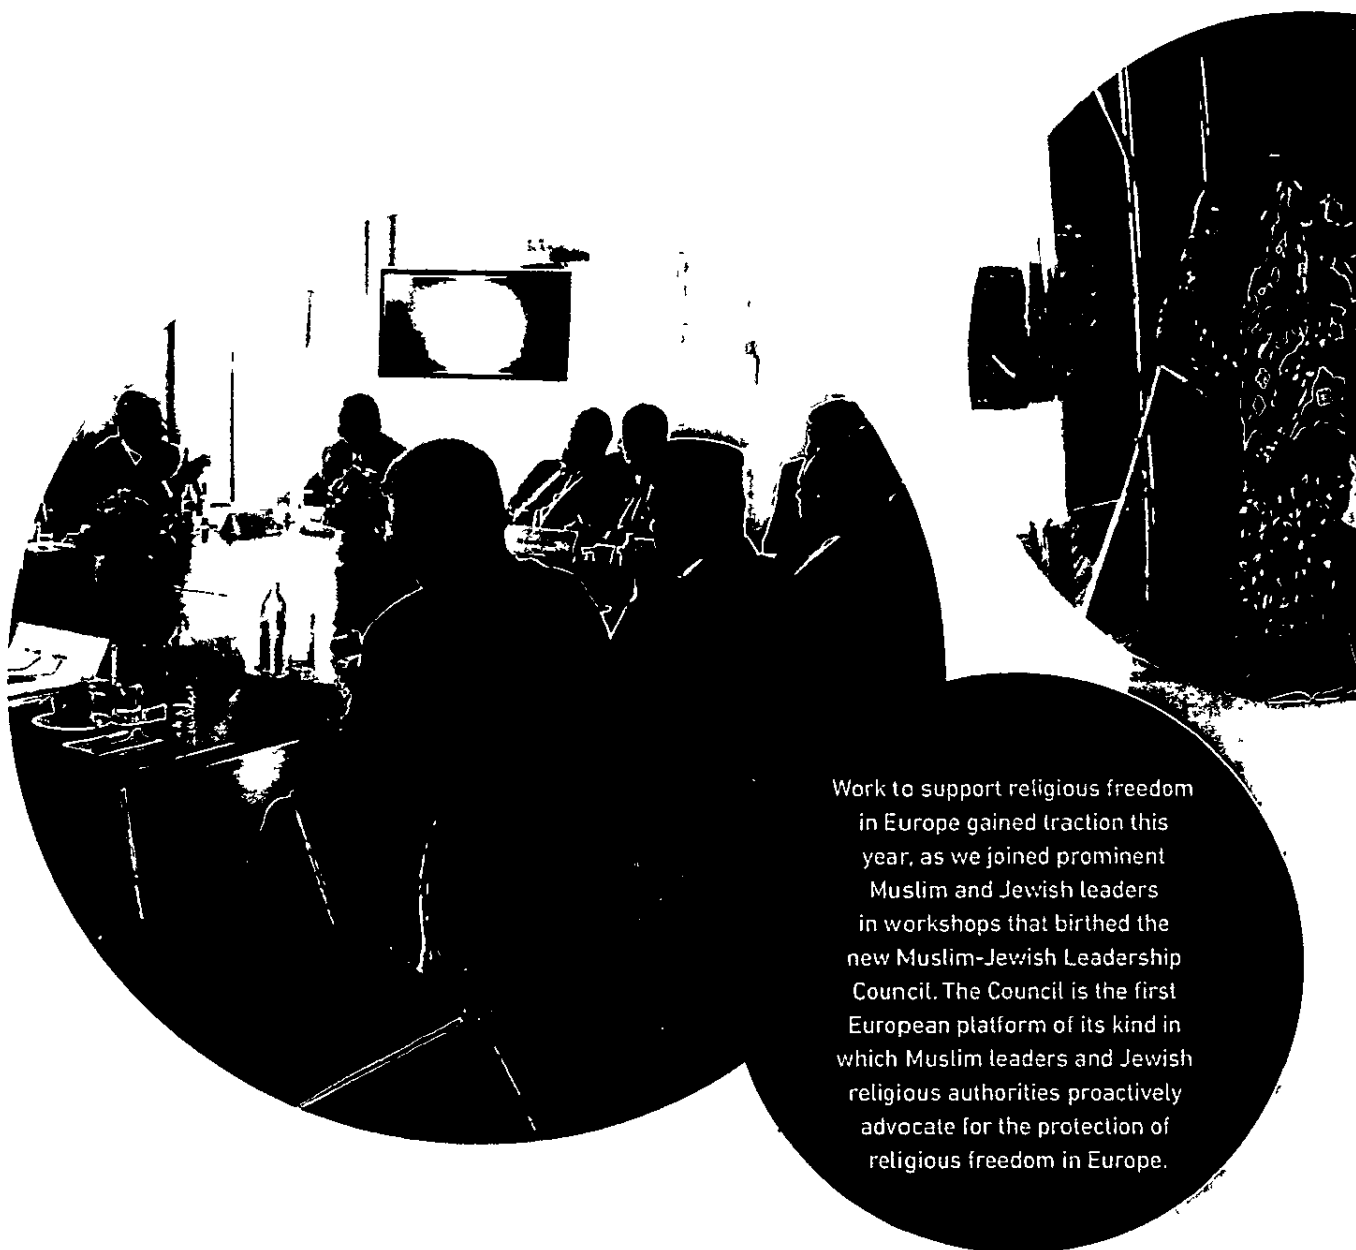 Work to support religious freedom
in Europe gained traction this
year, as we joined prominent
Muslim and Jewish leaders
in workshops that birthed the
new Muslim-Jewish Leadership
Council. The Council is the first
European platform of its kind in
which Muslim leaders and Jewish
religious authorities proactively
advocate for the protection of
religious freedom in Europe.